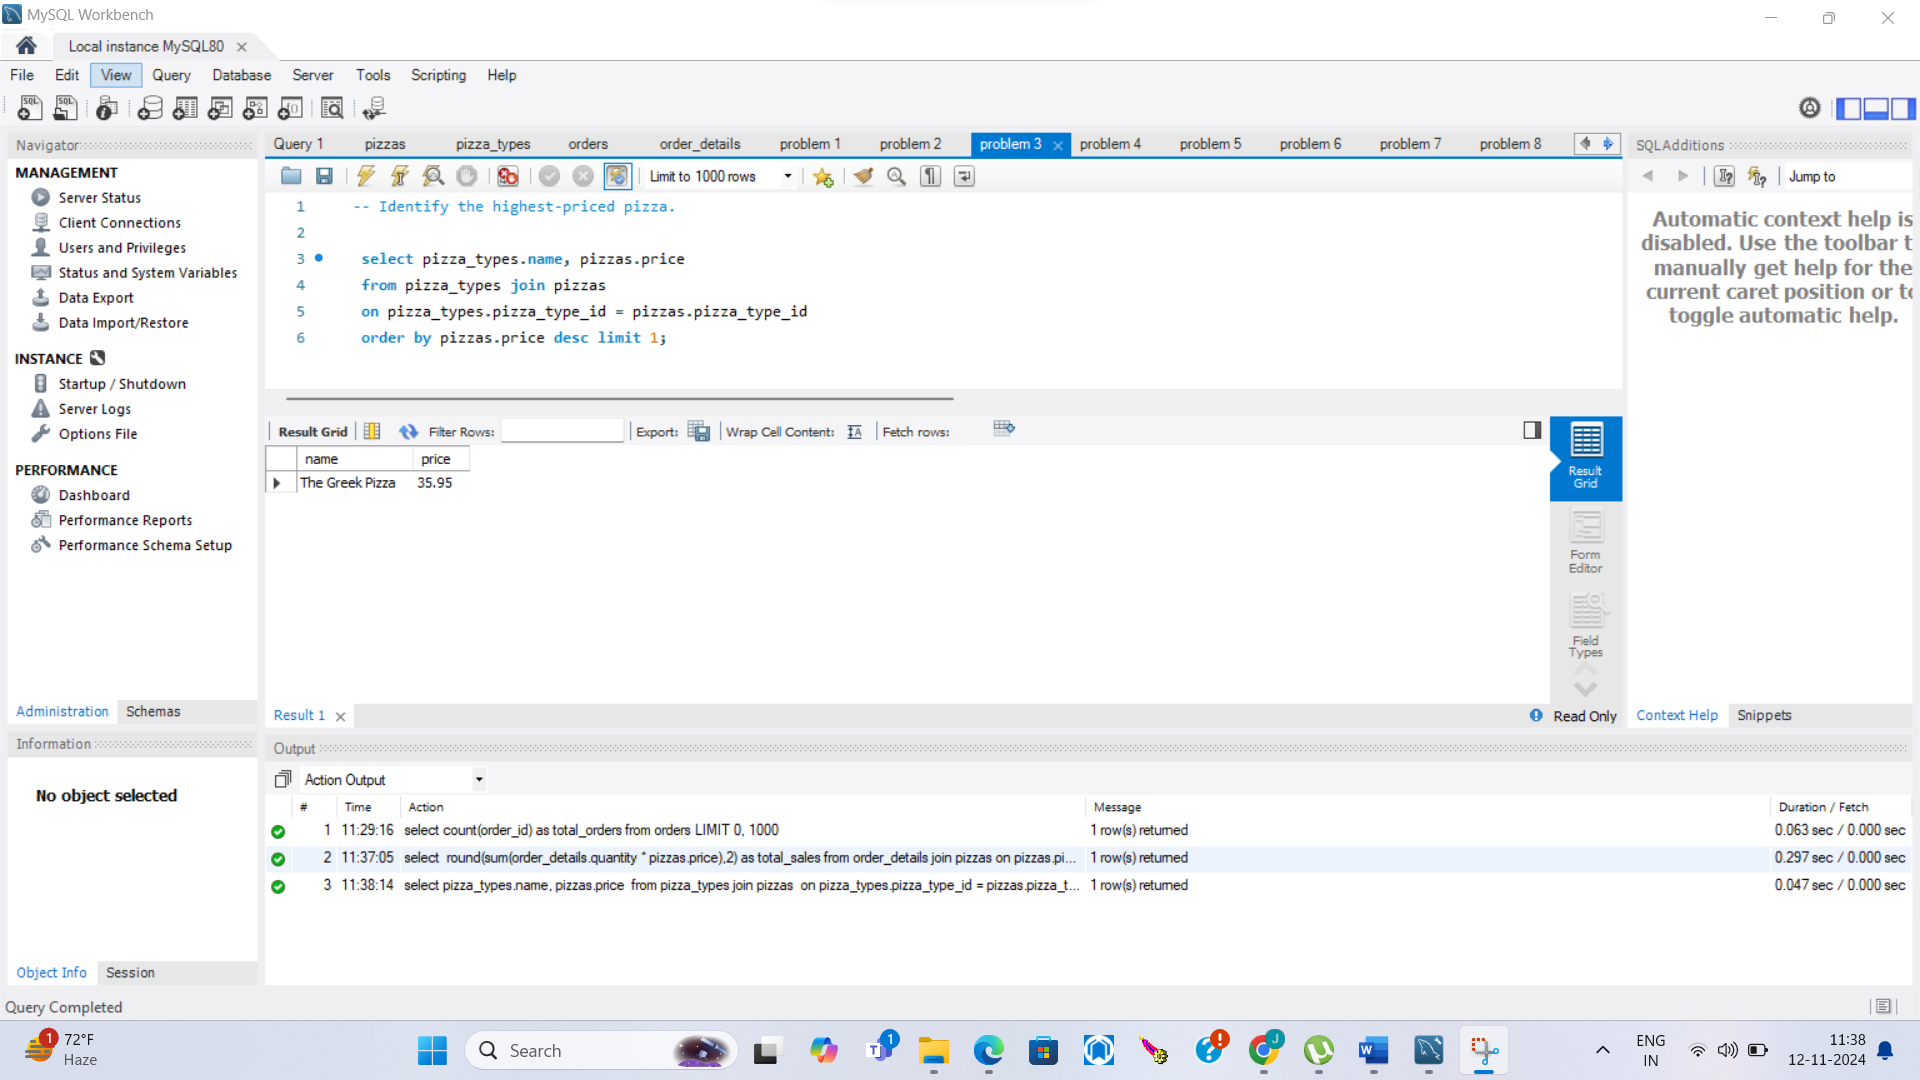 MySQL Workbench
Local instance MySQL80
File Edit View Query Database Server Tools Scripting Help
Navigator
MANAGEMENT
Server Status
Client Connections
Users and Privileges
Status and System Variables
Data Export
Data Import/Restore
INSTANCE
Startup / Shutdown
Server Logs
Options File
PERFORMANCE
Dashboard
Performance Reports
Performance Schema Setup
Administration Schemas
Information
No object selected
Object Info Session
Query 1 pizzas pizza_types orders order_details problem 1 problem 2 problem 3 problem 4 problem 5 problem 6 problem 7 problem 8
Limit to 1000 rows
1 -- Identify the highest-priced pizza.
2
3 select pizza_types.name, pizzas.price
4 from pizza_types join pizzas
5 on pizza_types.pizza_type_id = pizzas.pizza_type_id
6 order by pizzas.price desc limit 1;
Result Grid Filter Rows: Export: Wrap Cell Content: Fetch rows:
name price
The Greek Pizza 35.95
Result
Grid
Form
Editor
Field
Types
Result 1 Read Only
SQLAdditions
Jump to
Automatic context help is
disabled. Use the toolbar t
manually get help for the
current caret position or to
toggle automatic help.
Context Help Snippets
Output
Action Output
# Time Action Message Duration / Fetch
1 11:29:16 select count(order_id) as total_orders from orders LIMIT 0, 1000 1 row(s) returned 0.063 sec / 0.000 sec
2 11:37:05 select round(sum(order_details.quantity * pizzas.price),2) as total_sales from order_details join pizzas on pizzas.pi... 1 row(s) returned 0.297 sec / 0.000 sec
3 11:38:14 select pizza_types.name, pizzas.price from pizza_types join pizzas on pizza_types.pizza_type_id = pizzas.pizza_t... 1 row(s) returned 0.047 sec / 0.000 sec
Query Completed
1 72°F
Haze
Search
1
J
ENG
IN
11:38
12-11-2024